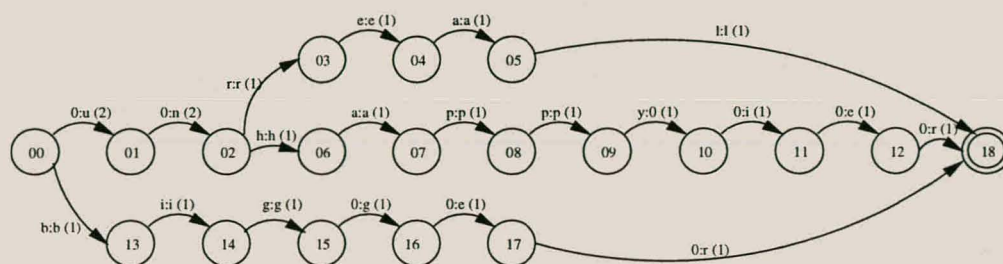 e:e (1) a:a (1) l:l (1)
03 04 05
r:r (1)
0:u (2) 0:n (2) h:h (1) a:a (1) p:p (1) p:p (1) y:0 (1) 0:i (1) 0:e (1) 0:r (1)
00 01 02 06 07 08 09 10 11 12 18
b:b (1) i:i (1) g:g (1) 0:g (1) 0:e (1)
13 14 15 16 17
0:r (1)